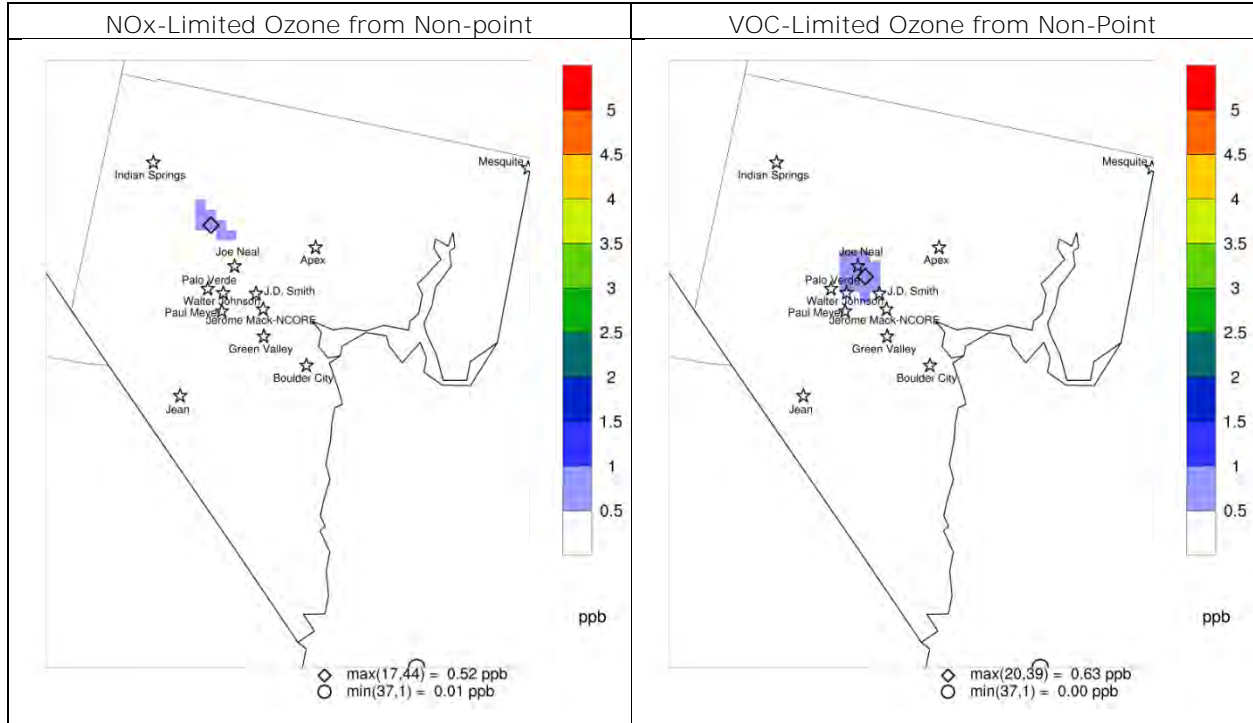 NOx-Limited Ozone from Non-point
Indian Springs
Mesquite
Joe Neal
Apex
Palo Verde
J.D. Smith
Walter Johnson
Paul Meyer
Jerome Mack-NCORE
Green Valley
Boulder City
Jean
5
4.5
4
3.5
3
2.5
2
1.5
1
0.5
ppb
max(17,44) = 0.52 ppb
min(37,1) = 0.01 ppb
VOC-Limited Ozone from Non-Point
Indian Springs
Mesquite
Joe Neal
Apex
Palo Verde
J.D. Smith
Walter Johnson
Paul Meyer
Jerome Mack-NCORE
Green Valley
Boulder City
Jean
5
4.5
4
3.5
3
2.5
2
1.5
1
0.5
ppb
max(20,39) = 0.63 ppb
min(37,1) = 0.00 ppb